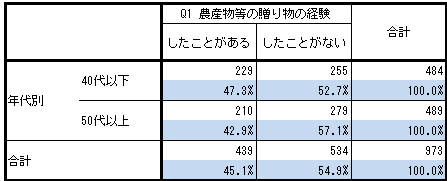 Q1 農産物等の贈り物の経験 合計
したことがある したことがない
年代別 40代以下 229 255 484
47.3% 52.7% 100.0%
50代以上 210 279 489
42.9% 57.1% 100.0%
合計 439 534 973
45.1% 54.9% 100.0%